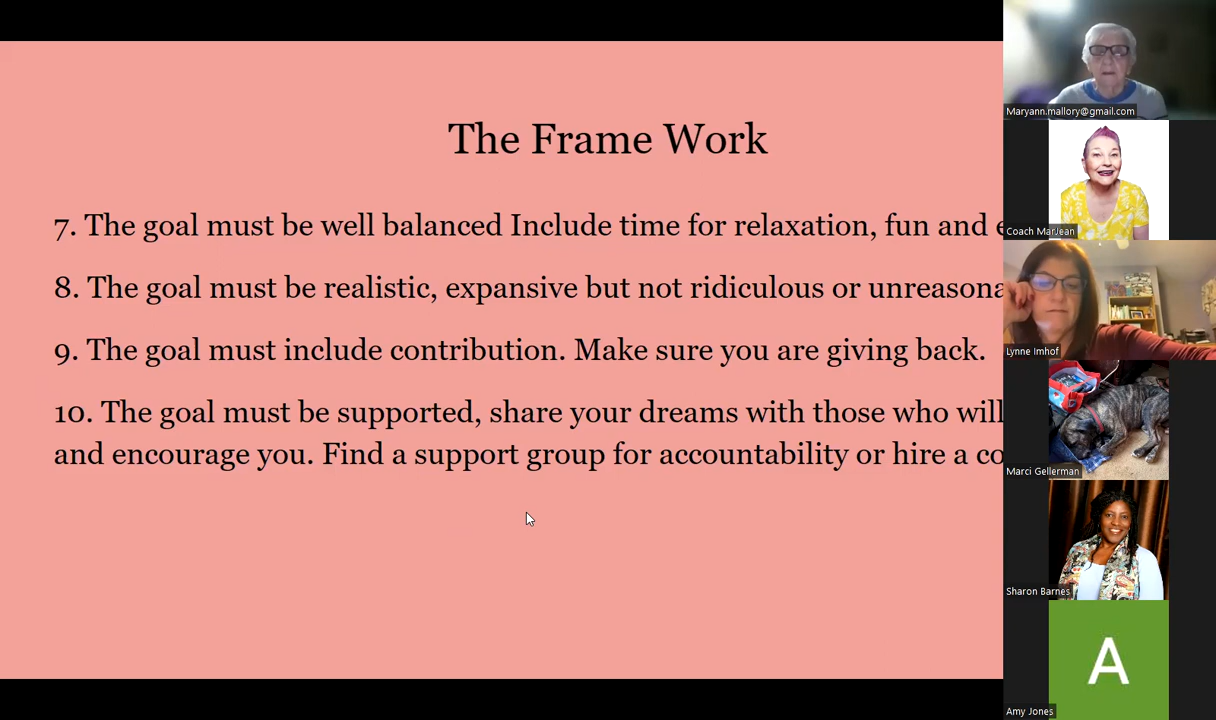 The Frame Work
7. The goal must be well balanced Include time for relaxation, fun and
8. The goal must be realistic, expansive but not ridiculous or unreasona
9. The goal must include contribution. Make sure you are giving back.
10. The goal must be supported, share your dreams with those who will
and encourage you. Find a support group for accountability or hire a co
Maryann.mallory@gmail.com
Coach MarJean
Lynne Imhof
Marci Gellerman
Sharon Barnes
A
Amy Jones